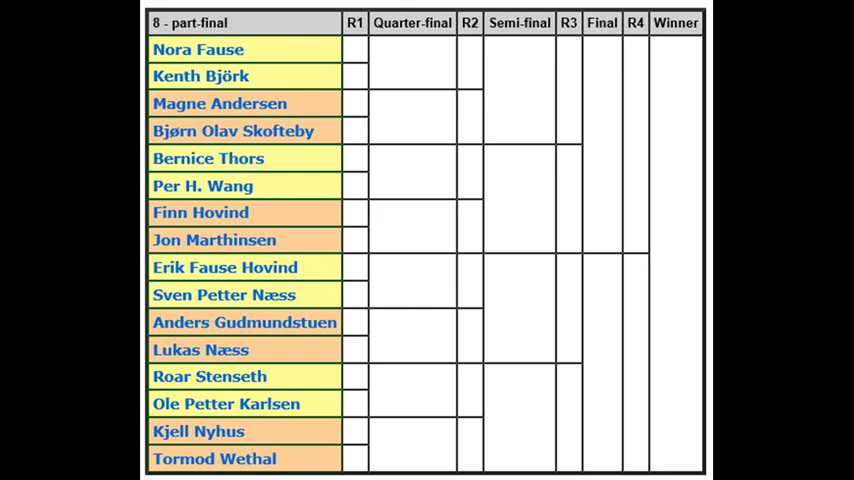 8 - part-final R1 Quarter-final R2 Semi-final R3 Final R4 Winner
Nora Fause
Kenth Björk
Magne Andersen
Bjørn Olav Skofteby
Bernice Thors
Per H. Wang
Finn Hovind
Jon Marthinsen
Erik Fause Hovind
Sven Petter Næss
Anders Gudmundstuen
Lukas Næss
Roar Stenseth
Ole Petter Karlsen
Kjell Nyhus
Tormod Wethal